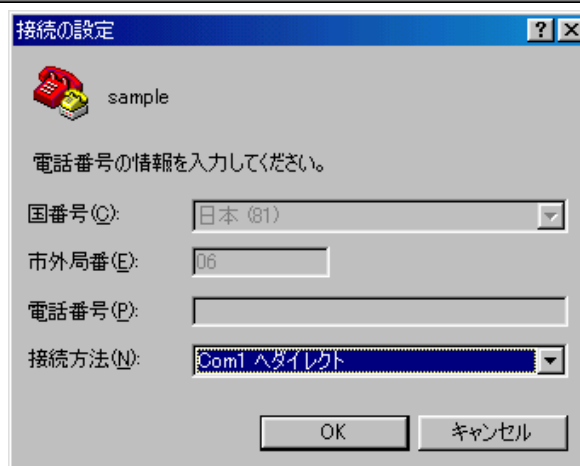 接続の設定
sample
電話番号の情報を入力してください。
国番号(C): 日本 (81)
市外局番(E): 06
電話番号(P):
接続方法(N): Com1 へダイレクト
OK キャンセル